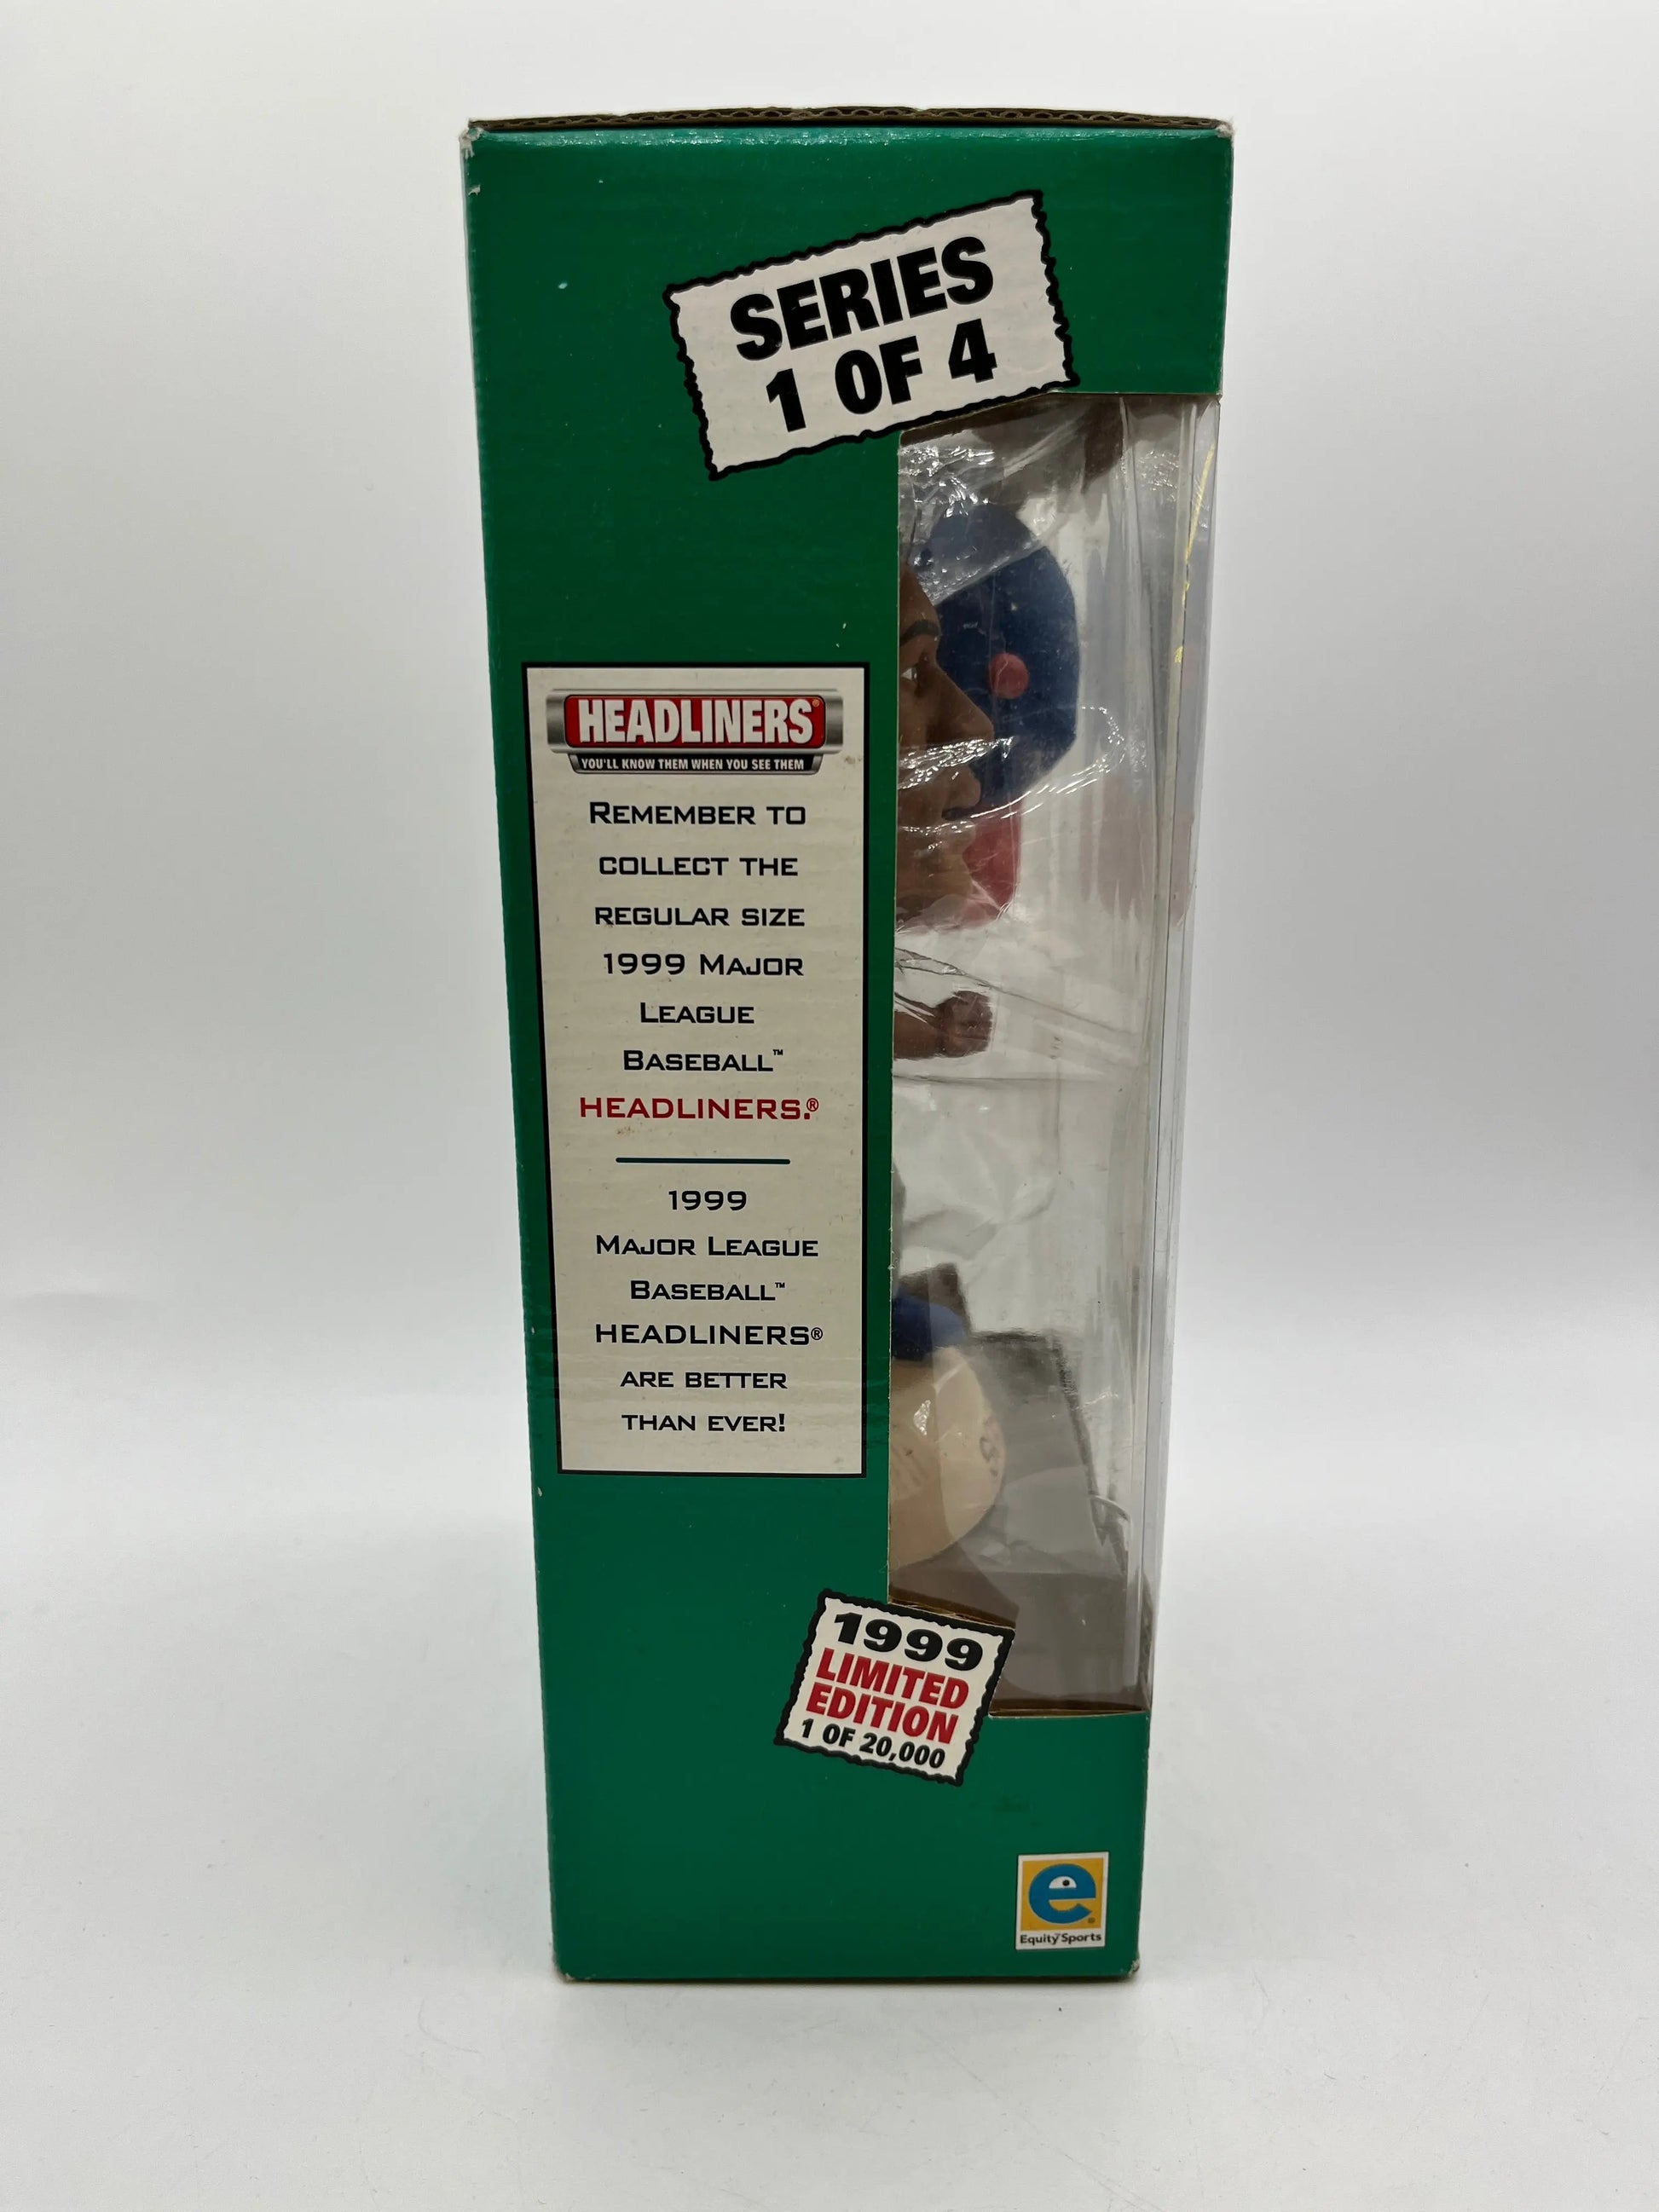 SERIES
1 OF 4
HEADLINERS®
YOU'LL KNOW THEM WHEN YOU SEE THEM
REMEMBER TO
COLLECT THE
REGULAR SIZE
1999 MAJOR
LEAGUE
BASEBALL™
HEADLINERS.®
1999
MAJOR LEAGUE
BASEBALL™
HEADLINERS®
ARE BETTER
THAN EVER!
1999
LIMITED
EDITION
1 OF 20,000
e
Equity Sports